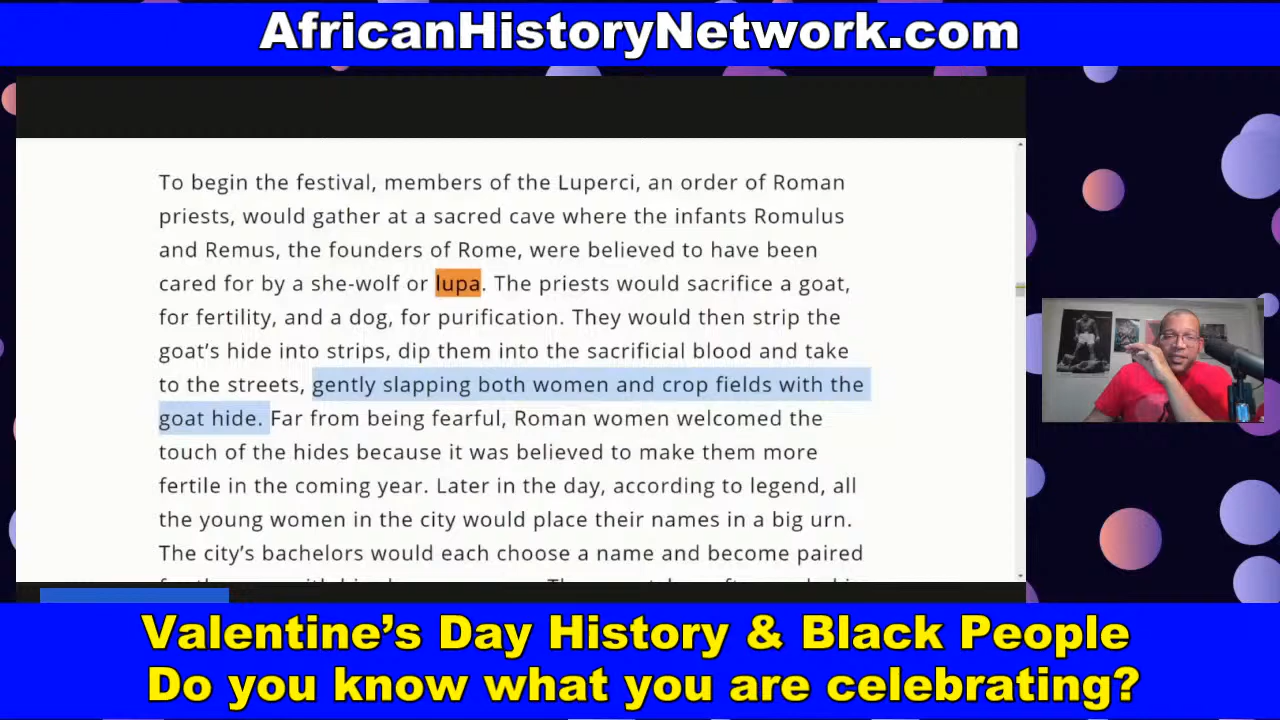 AfricanHistoryNetwork.com
To begin the festival, members of the Luperci, an order of Roman
priests, would gather at a sacred cave where the infants Romulus
and Remus, the founders of Rome, were believed to have been
cared for by a she-wolf or lupa. The priests would sacrifice a goat,
for fertility, and a dog, for purification. They would then strip the
goat’s hide into strips, dip them into the sacrificial blood and take
to the streets, gently slapping both women and crop fields with the
goat hide. Far from being fearful, Roman women welcomed the
touch of the hides because it was believed to make them more
fertile in the coming year. Later in the day, according to legend, all
the young women in the city would place their names in a big urn.
The city’s bachelors would each choose a name and become paired
Valentine’s Day History & Black People
Do you know what you are celebrating?